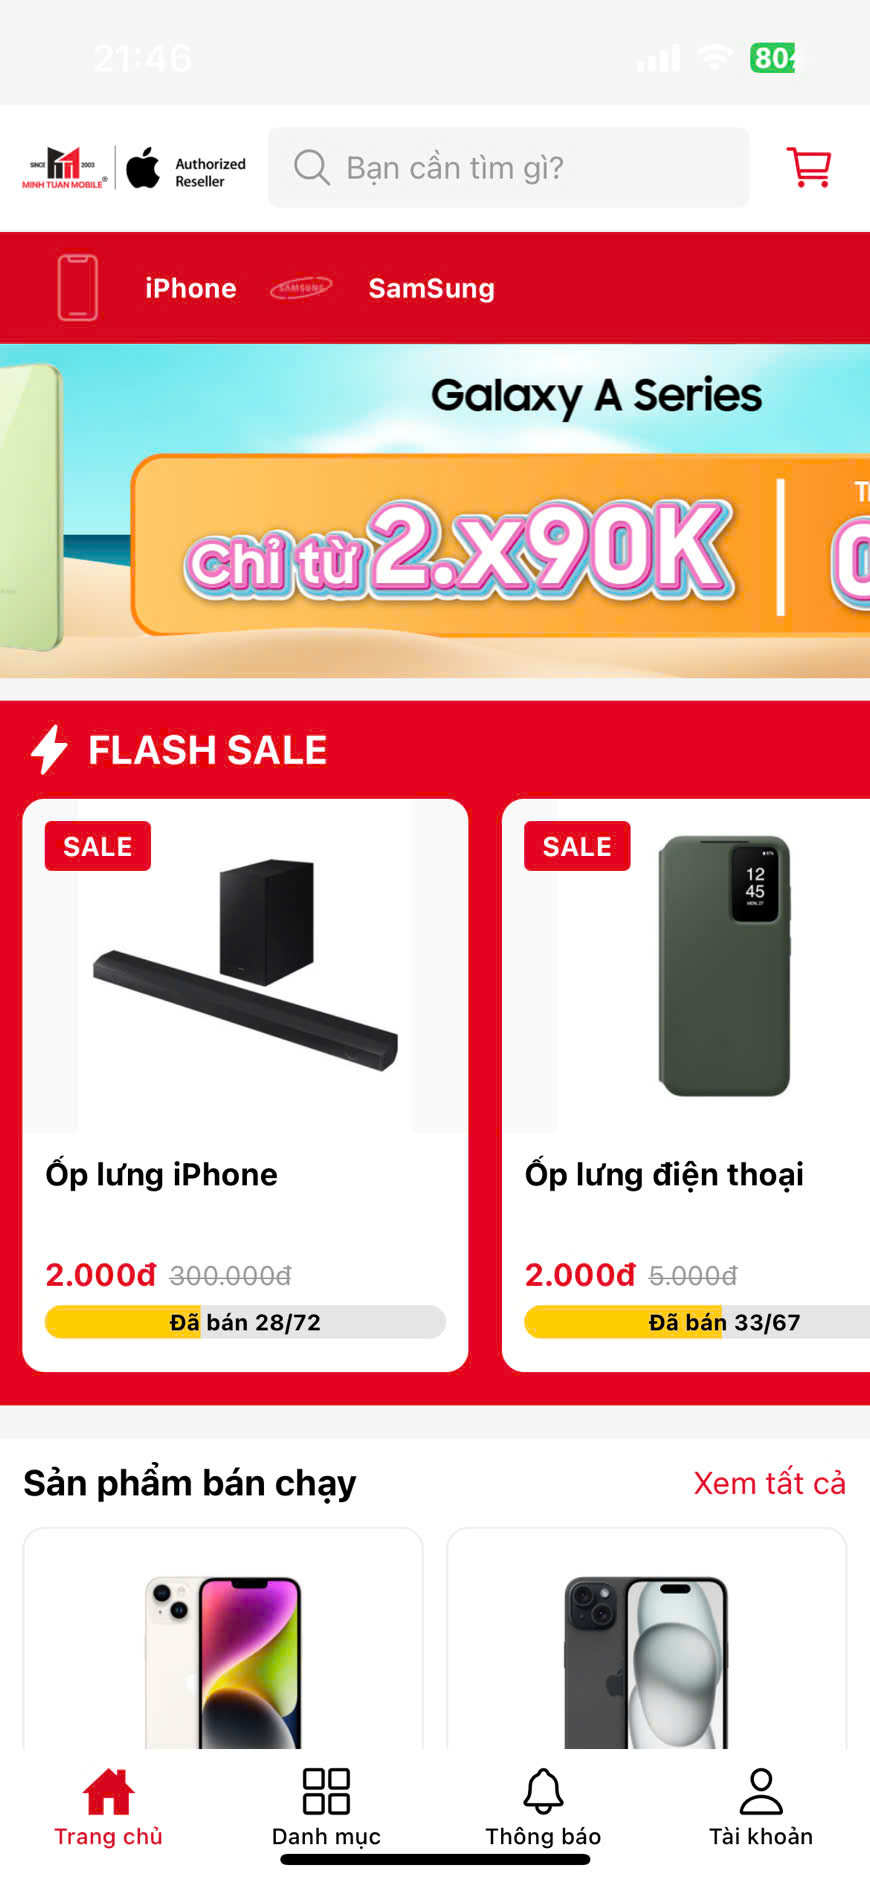 21:46
80
SINCE 2003
MINH TUAN MOBILE®
Authorized
Reseller
Bạn cần tìm gì?
iPhone
SAMSUNG
SamSung
Galaxy A Series
Chỉ từ 2.x90K
FLASH SALE
SALE
SALE
12
45
Ốp lưng iPhone
Ốp lưng điện thoại
2.000đ 300.000đ
2.000đ 5.000đ
Đã bán 28/72
Đã bán 33/67
Sản phẩm bán chạy
Xem tất cả
Trang chủ
Danh mục
Thông báo
Tài khoản